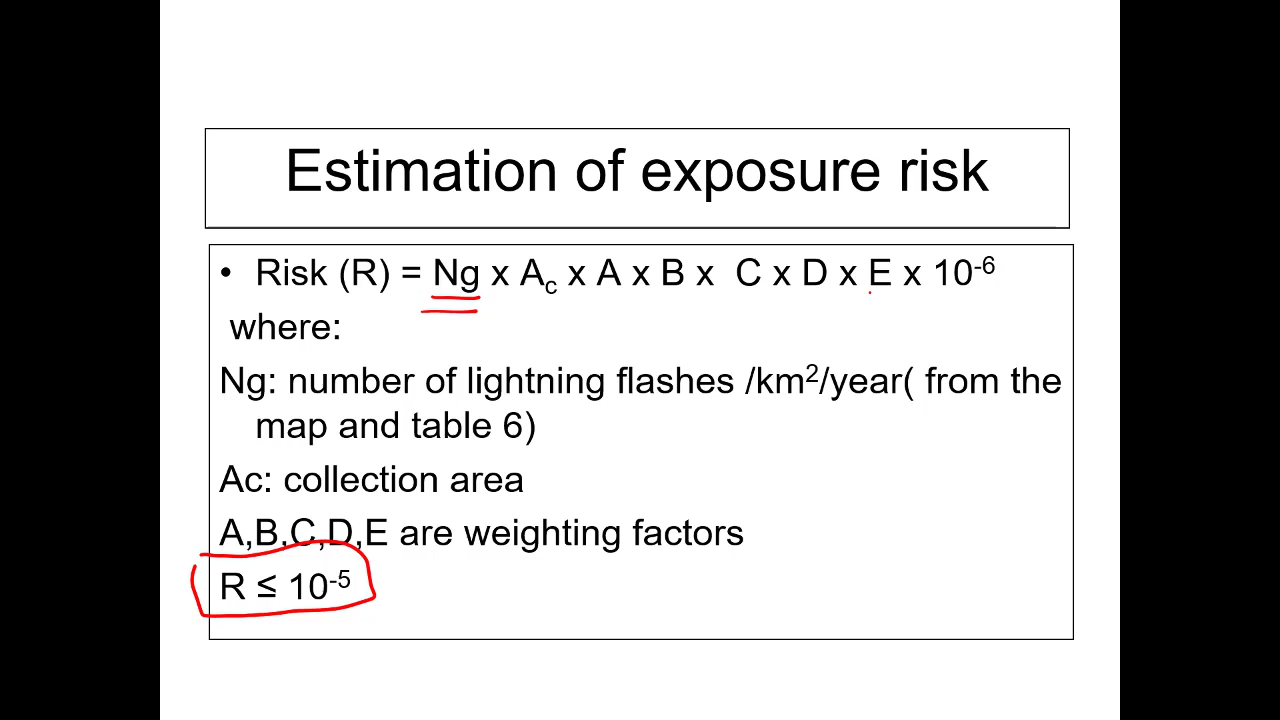 Estimation of exposure risk
• Risk (R) = Ng x Ac x A x B x C x D x E x 10⁻⁶
where:
Ng: number of lightning flashes /km²/year( from the
map and table 6)
Ac: collection area
A,B,C,D,E are weighting factors
R ≤ 10⁻⁵